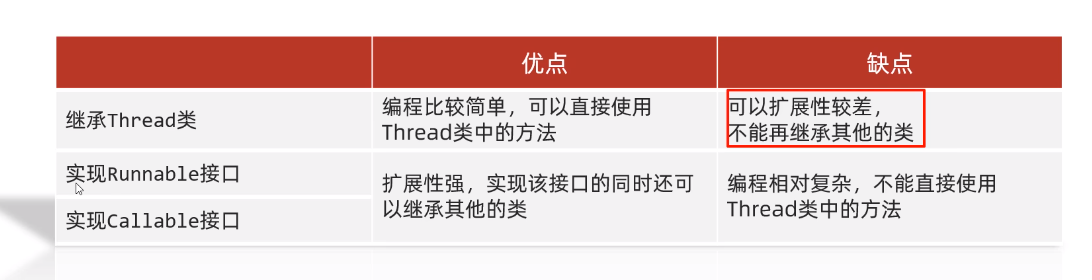 优点
缺点
继承Thread类
编程比较简单，可以直接使用
Thread类中的方法
可以扩展性较差，
不能再继承其他的类
实现Runnable接口
扩展性强，实现该接口的同时还可
以继承其他的类
编程相对复杂，不能直接使用
Thread类中的方法
实现Callable接口